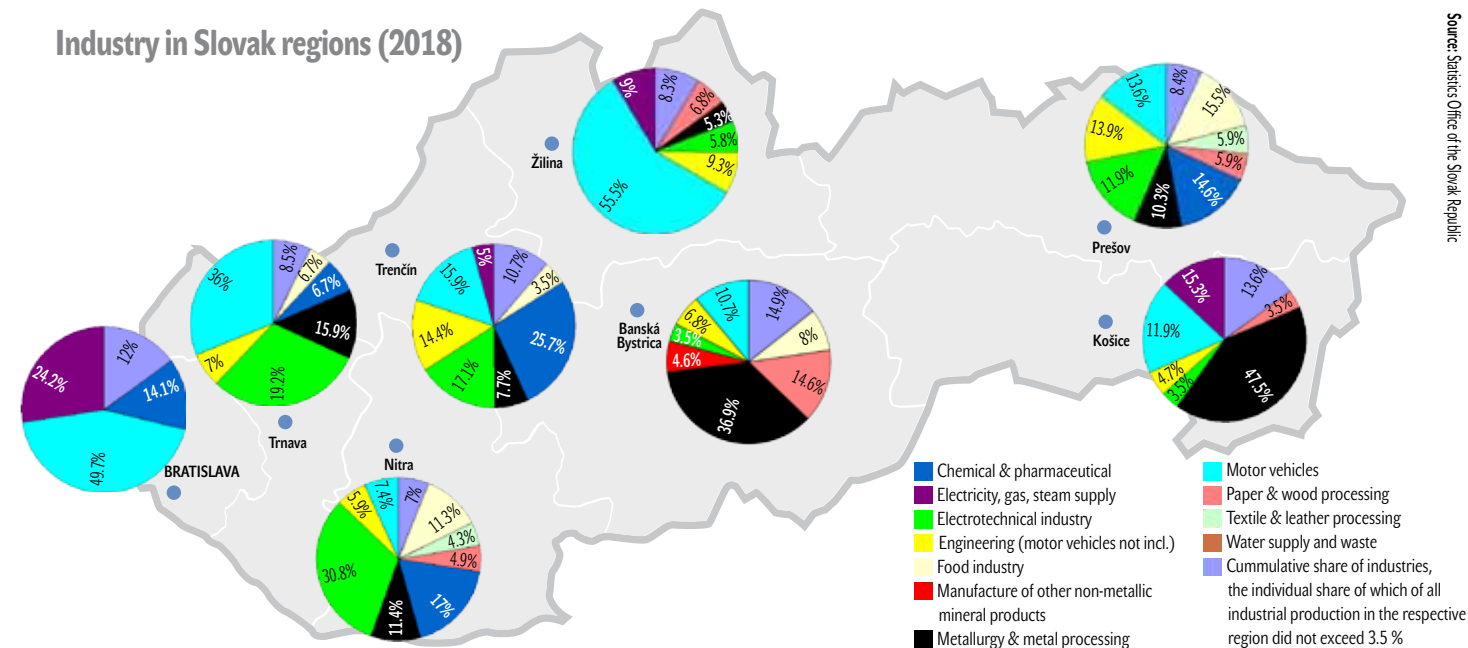 Industry in Slovak regions (2018)
Source: Statistics Office of the Slovak Republic
9%
8.3%
6.8%
5.3%
5.8%
9.3%
55.5%
Žilina
13.6%
8.4%
15.5%
5.9%
5.9%
14.6%
10.3%
11.9%
13.9%
Prešov
36%
8.5%
6.7%
6.7%
15.9%
19.2%
7%
Trnava
Trenčín
15.9%
5%
10.7%
3.5%
25.7%
7.7%
17.1%
14.4%
Banská
Bystrica
10.7%
14.9%
8%
14.6%
36.9%
4.6%
3.5%
6.8%
Košice
15.3%
13.6%
3.5%
47.5%
3.5%
4.7%
11.9%
24.2%
12%
14.1%
49.7%
BRATISLAVA
Nitra
5.9%
7.4%
7%
11.3%
4.3%
4.9%
17%
11.4%
30.8%
Chemical & pharmaceutical
Electricity, gas, steam supply
Electrotechnical industry
Engineering (motor vehicles not incl.)
Food industry
Manufacture of other non-metallic
mineral products
Metallurgy & metal processing
Motor vehicles
Paper & wood processing
Textile & leather processing
Water supply and waste
Cummulative share of industries,
the individual share of which of all
industrial production in the respective
region did not exceed 3.5 %